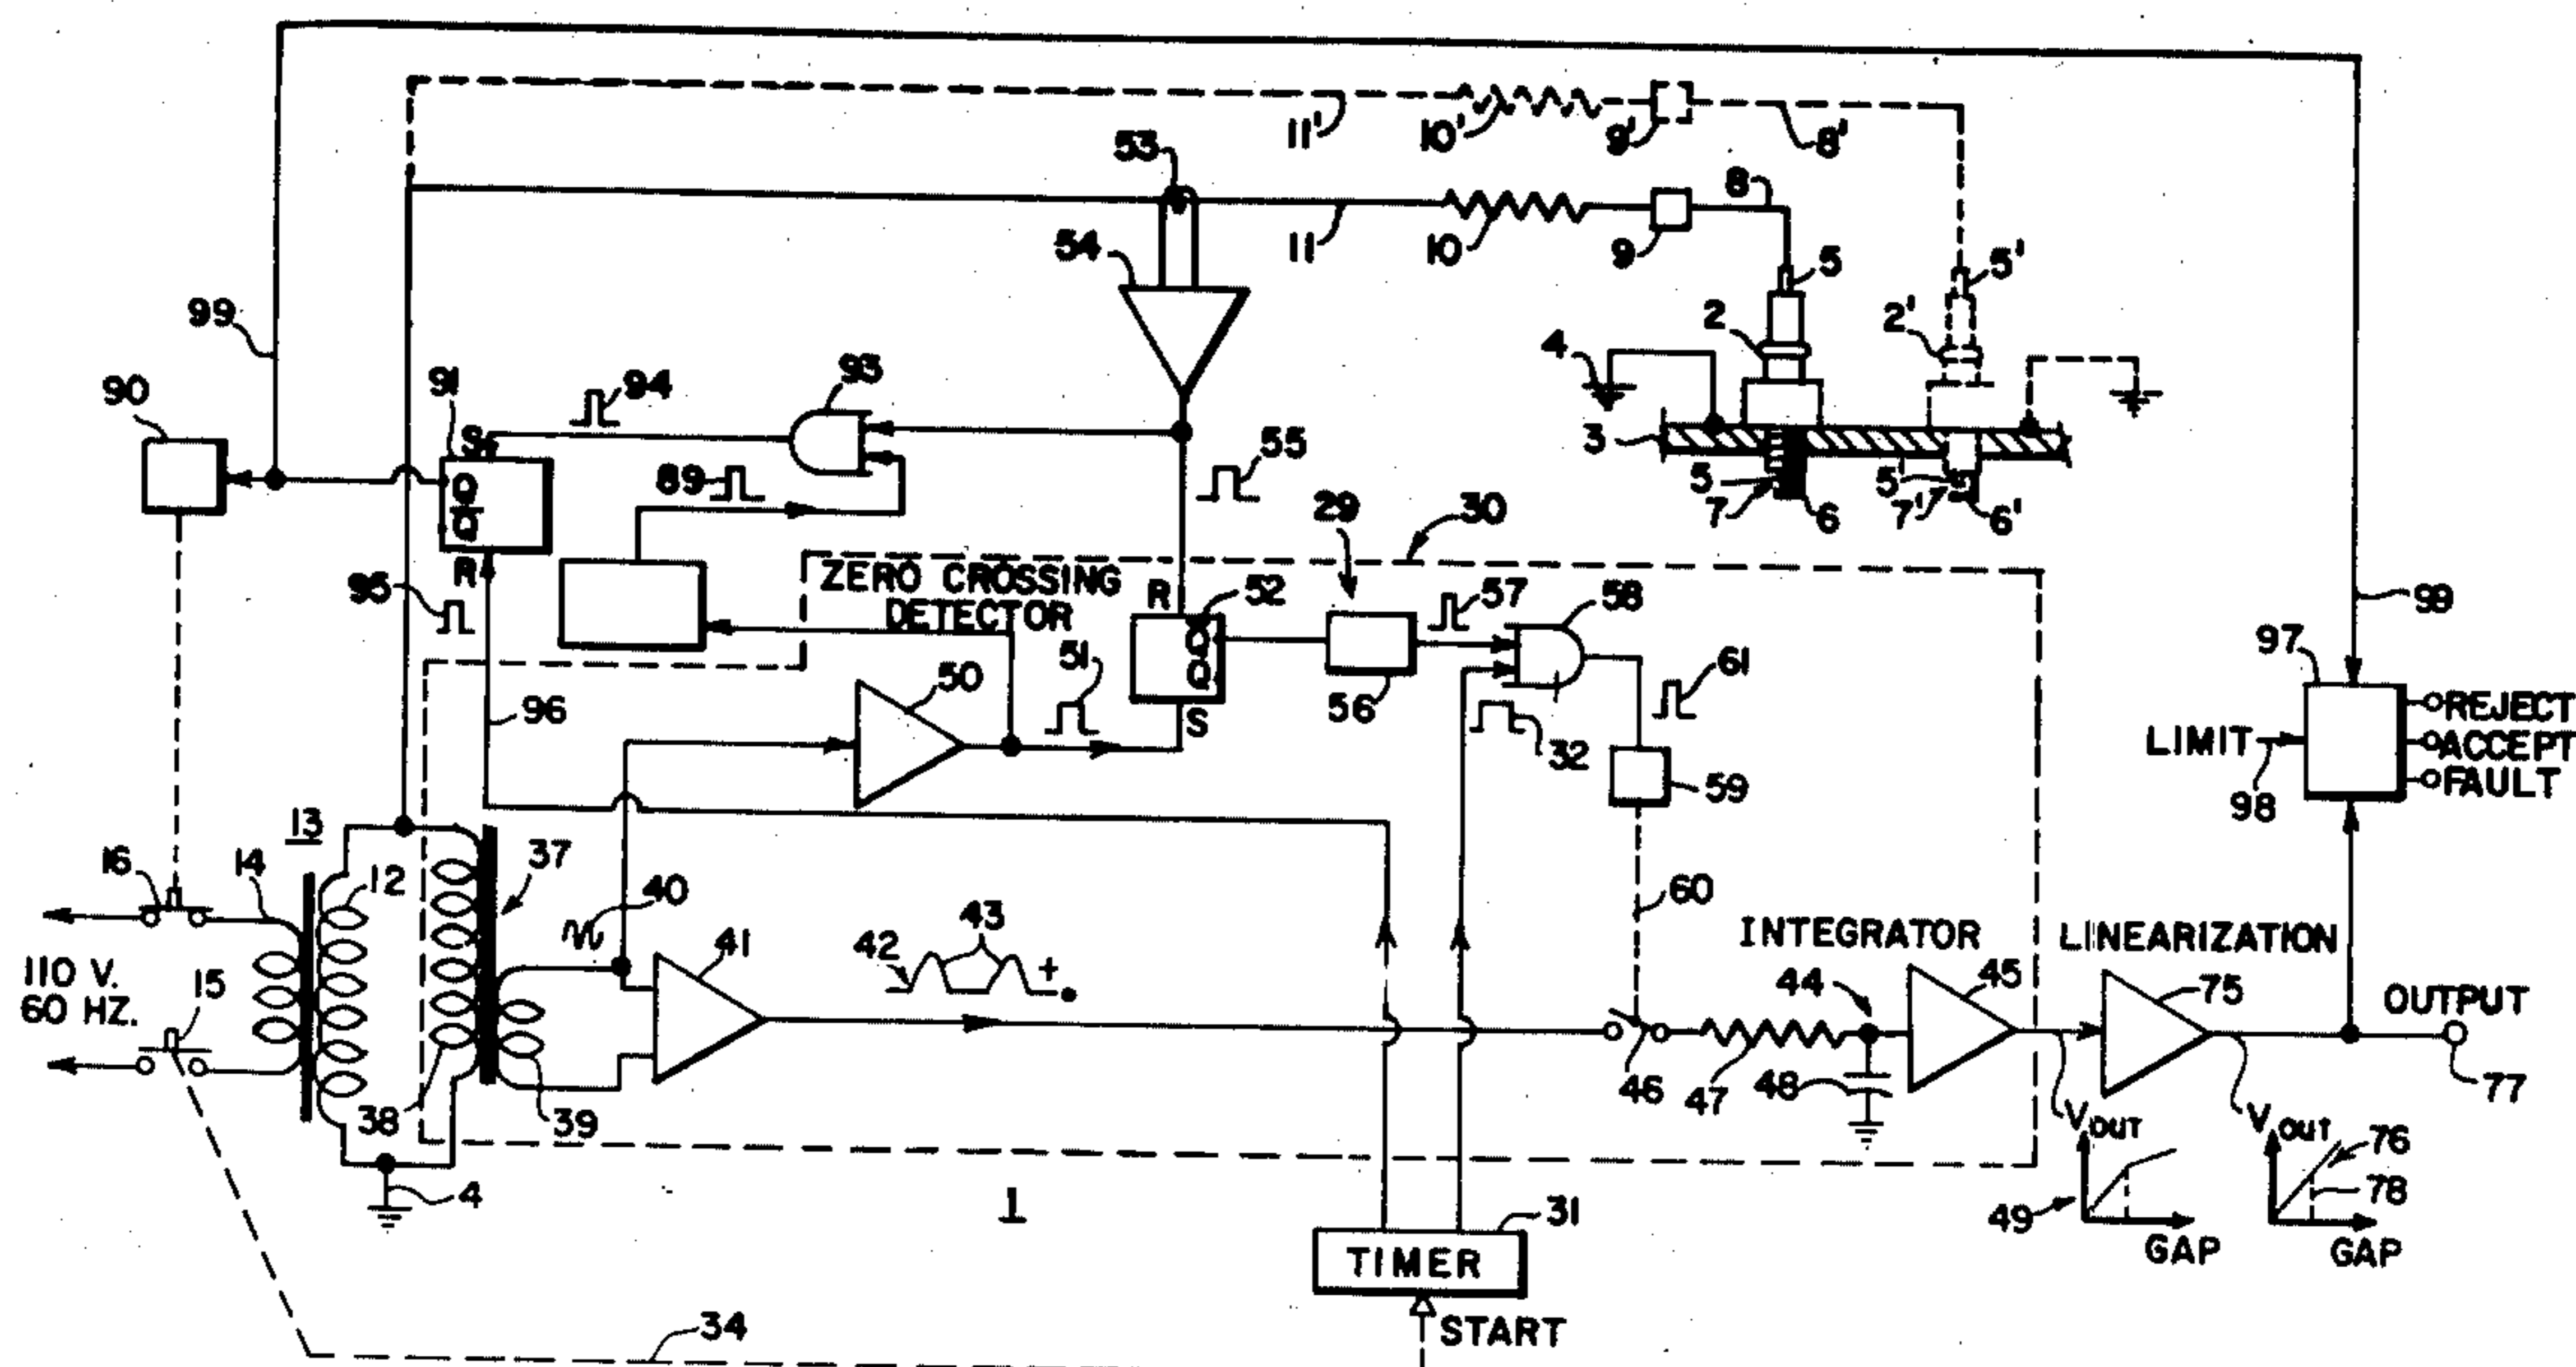 11'
10'
9'
8'
53
8
54
11
10
9
5
5'
99
2
2'
4
93
91
94
90
S
55
3
Q
Q
89
5
5
29
30
7
6
7'
6'
R
95
ZERO CROSSING
DETECTOR
R
52
57
58
99
Q
Q
97
51
61
50
56
REJECT
96
S
LIMIT
ACCEPT
32
59
FAULT
98
13
37
16
14
12
40
60
43
41
42
+
INTEGRATOR
LINEARIZATION
110 V.
60 HZ.
15
44
45
75
OUTPUT
46
47
48
77
38
39
VOUT
VOUT
76
78
4
1
31
49
TIMER
GAP
GAP
34
START